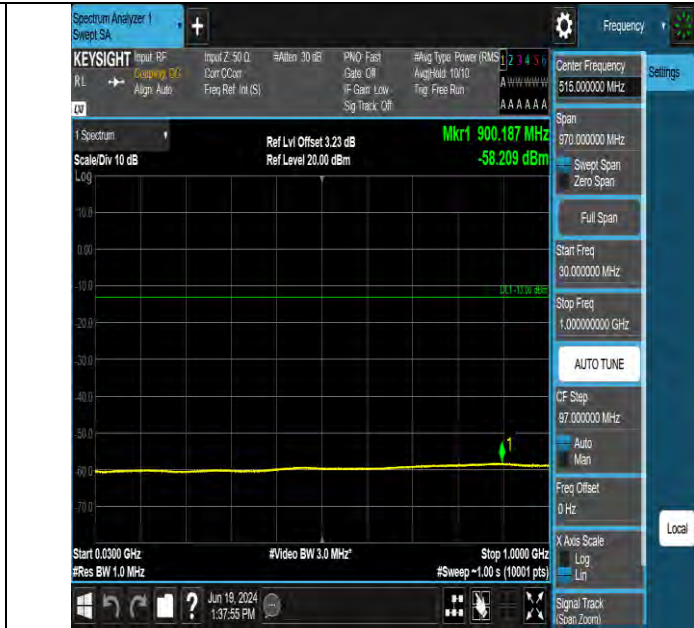 Spectrum Analyzer 1
Swept SA
+
Frequency
KEYSIGHT
RL
Input: RF
Coupling: DC
Align: Auto
Input Z: 50 Ω
Corr CCorr
Freq Ref: Int (S)
#Atten: 30 dB
PNO: Fast
Gate: Off
IF Gain: Low
Sig Track: Off
#Avg Type: Power (RMS
Avg|Hold: 10/10
Trig: Free Run
1 2 3 4 5 6
A W W W W W
A A A A A A
LXI
1 Spectrum
Scale/Div 10 dB
Log
Ref Lvl Offset 3.23 dB
Ref Level 20.00 dBm
Mkr1 900.187 MHz
-58.209 dBm
10.0
0.00
-10.0
DL1 -13.00 dBm
-20.0
-30.0
-40.0
-50.0
1
-60.0
-70.0
Start 0.0300 GHz
#Video BW 3.0 MHz*
Stop 1.0000 GHz
#Res BW 1.0 MHz
#Sweep ~1.00 s (10001 pts)
Jun 19, 2024
1:37:55 PM
?
Center Frequency
515.000000 MHz
Settings
Span
970.000000 MHz
Swept Span
Zero Span
Full Span
Start Freq
30.000000 MHz
Stop Freq
1.000000000 GHz
AUTO TUNE
CF Step
97.000000 MHz
Auto
Man
Freq Offset
0 Hz
Local
X Axis Scale
Log
Lin
Signal Track
(Span Zoom)